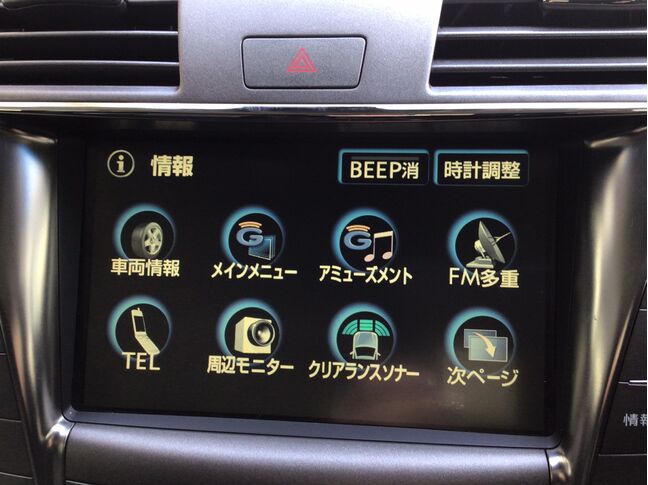 情報
BEEP消
時計調整
車両情報
G
メインメニュー
G
アミューズメント
FM多重
TEL
周辺モニター
クリアランスソナー
次ページ
情報